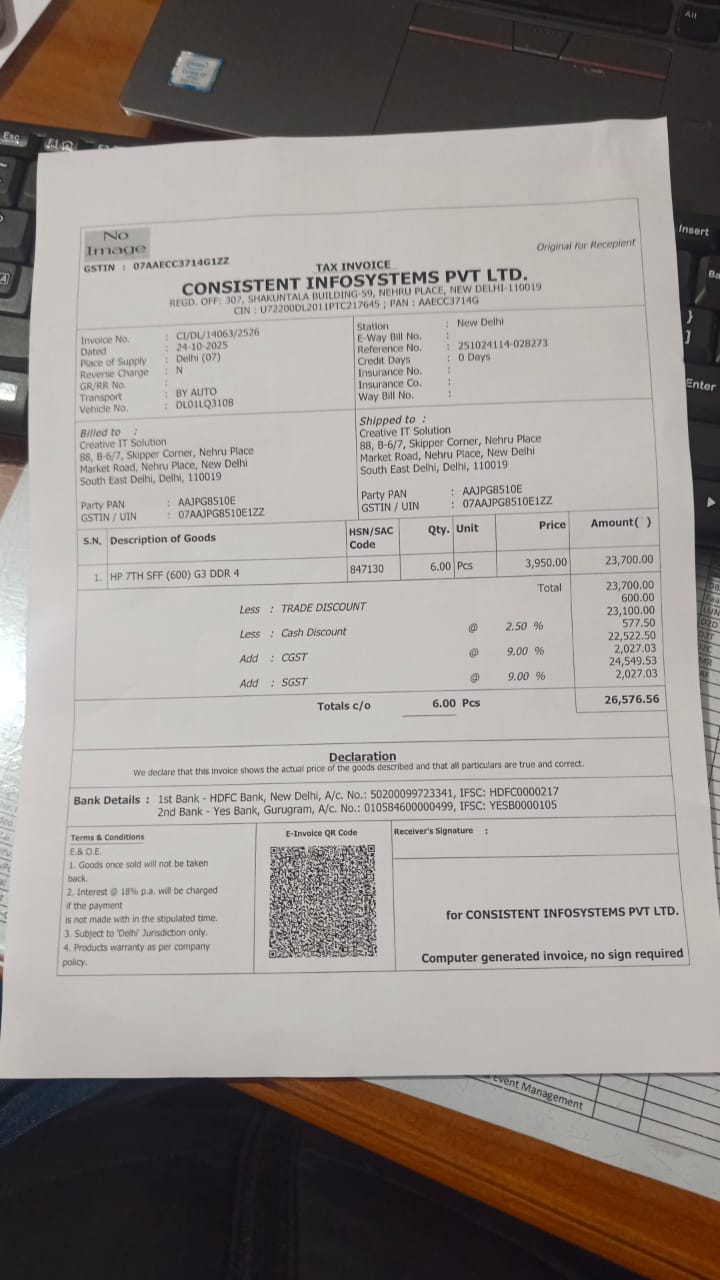 Alt
Esc
Insert
}
]
Enter
No
Image
GSTIN : 07AAECC3714G1ZZ
Original for Recepient
TAX INVOICE
CONSISTENT INFOSYSTEMS PVT LTD.
REGD. OFF: 307, SHAKUNTALA BUILDING-59, NEHRU PLACE, NEW DELHI-110019
CIN : U72200DL2011PTC217645 ; PAN : AAECC3714G
Invoice No. : CI/DL/14063/2526
Dated : 24-10-2025
Place of Supply : Delhi (07)
Reverse Charge : N
GR/RR No. :
Transport : BY AUTO
Vehicle No. : DL01LQ3108
Station : New Delhi
E-Way Bill No. :
Reference No. : 251024114-028273
Credit Days : 0 Days
Insurance No. :
Insurance Co. :
Way Bill No. :
Billed to :
Creative IT Solution
88, B-6/7, Skipper Corner, Nehru Place
Market Road, Nehru Place, New Delhi
South East Delhi, Delhi, 110019
Party PAN : AAJPG8510E
GSTIN / UIN : 07AAJPG8510E1ZZ
Shipped to :
Creative IT Solution
88, B-6/7, Skipper Corner, Nehru Place
Market Road, Nehru Place, New Delhi
South East Delhi, Delhi, 110019
Party PAN : AAJPG8510E
GSTIN / UIN : 07AAJPG8510E1ZZ
S.N. Description of Goods HSN/SAC Code Qty. Unit Price Amount(`)
1. HP 7TH SFF (600) G3 DDR 4 847130 6.00 Pcs 3,950.00 23,700.00
Total 23,700.00
Less : TRADE DISCOUNT 600.00
23,100.00
Less : Cash Discount @ 2.50 % 577.50
22,522.50
Add : CGST @ 9.00 % 2,027.03
24,549.53
Add : SGST @ 9.00 % 2,027.03
Totals c/o 6.00 Pcs 26,576.56
Declaration
We declare that this invoice shows the actual price of the goods described and that all particulars are true and correct.
Bank Details : 1st Bank - HDFC Bank, New Delhi, A/c. No.: 50200099723341, IFSC: HDFC0000217
2nd Bank - Yes Bank, Gurugram, A/c. No.: 010584600000499, IFSC: YESB0000105
Terms & Conditions
E.& O.E.
1. Goods once sold will not be taken
back.
2. Interest @ 18% p.a. will be charged
if the payment
is not made with in the stipulated time.
3. Subject to 'Delhi' Jurisdiction only.
4. Products warranty as per company
policy.
E-Invoice QR Code
Receiver's Signature :
for CONSISTENT INFOSYSTEMS PVT LTD.
Computer generated invoice, no sign required
Event Management